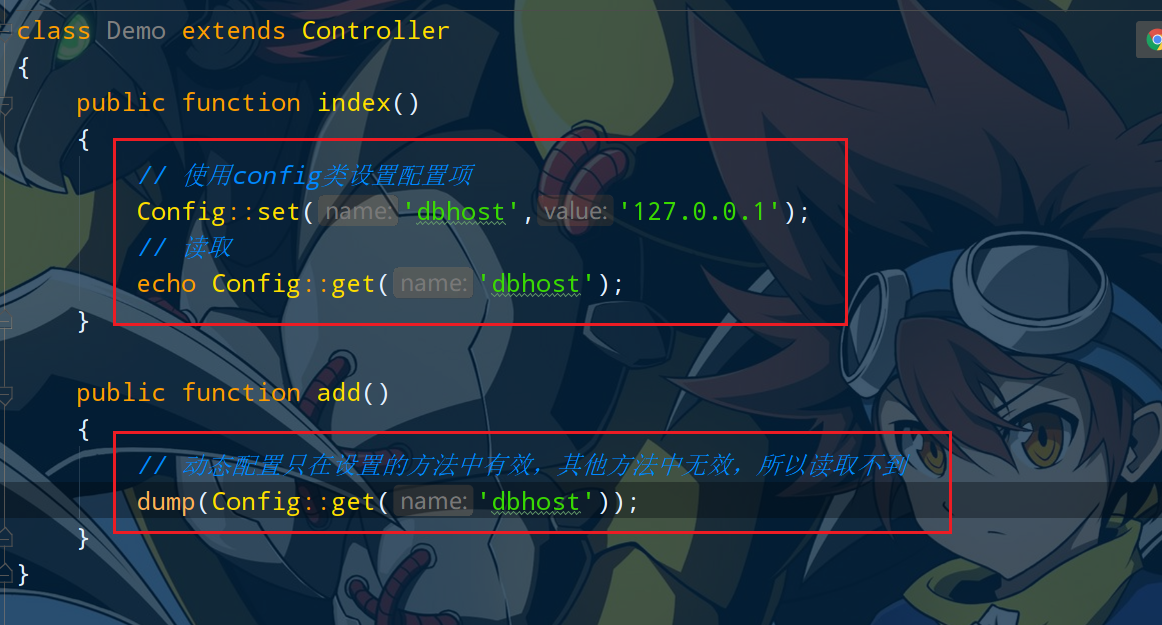 class Demo extends Controller
{
public function index()
{
// 使用config类设置配置项
Config::set( name: 'dbhost', value: '127.0.0.1');
// 读取
echo Config::get( name: 'dbhost');
}
public function add()
{
// 动态配置只在设置的方法中有效，其他方法中无效，所以读取不到
dump(Config::get( name: 'dbhost'));
}
}